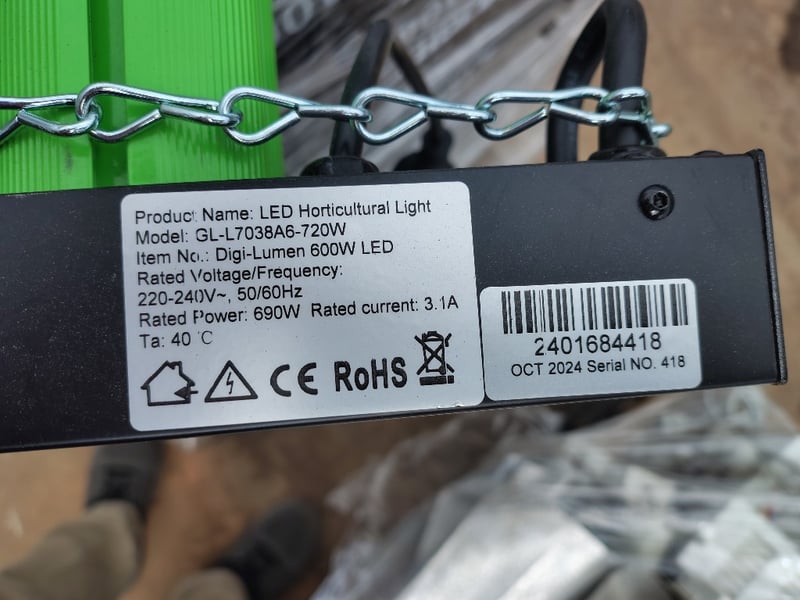 Product Name: LED Horticultural Light
Model: GL-L7038A6-720W
Item No.: Digi-Lumen 600W LED
Rated Voltage/Frequency:
220-240V~, 50/60Hz
Rated Power: 690W Rated current: 3.1A
Ta: 40 °C
CE RoHS
2401684418
OCT 2024 Serial NO. 418